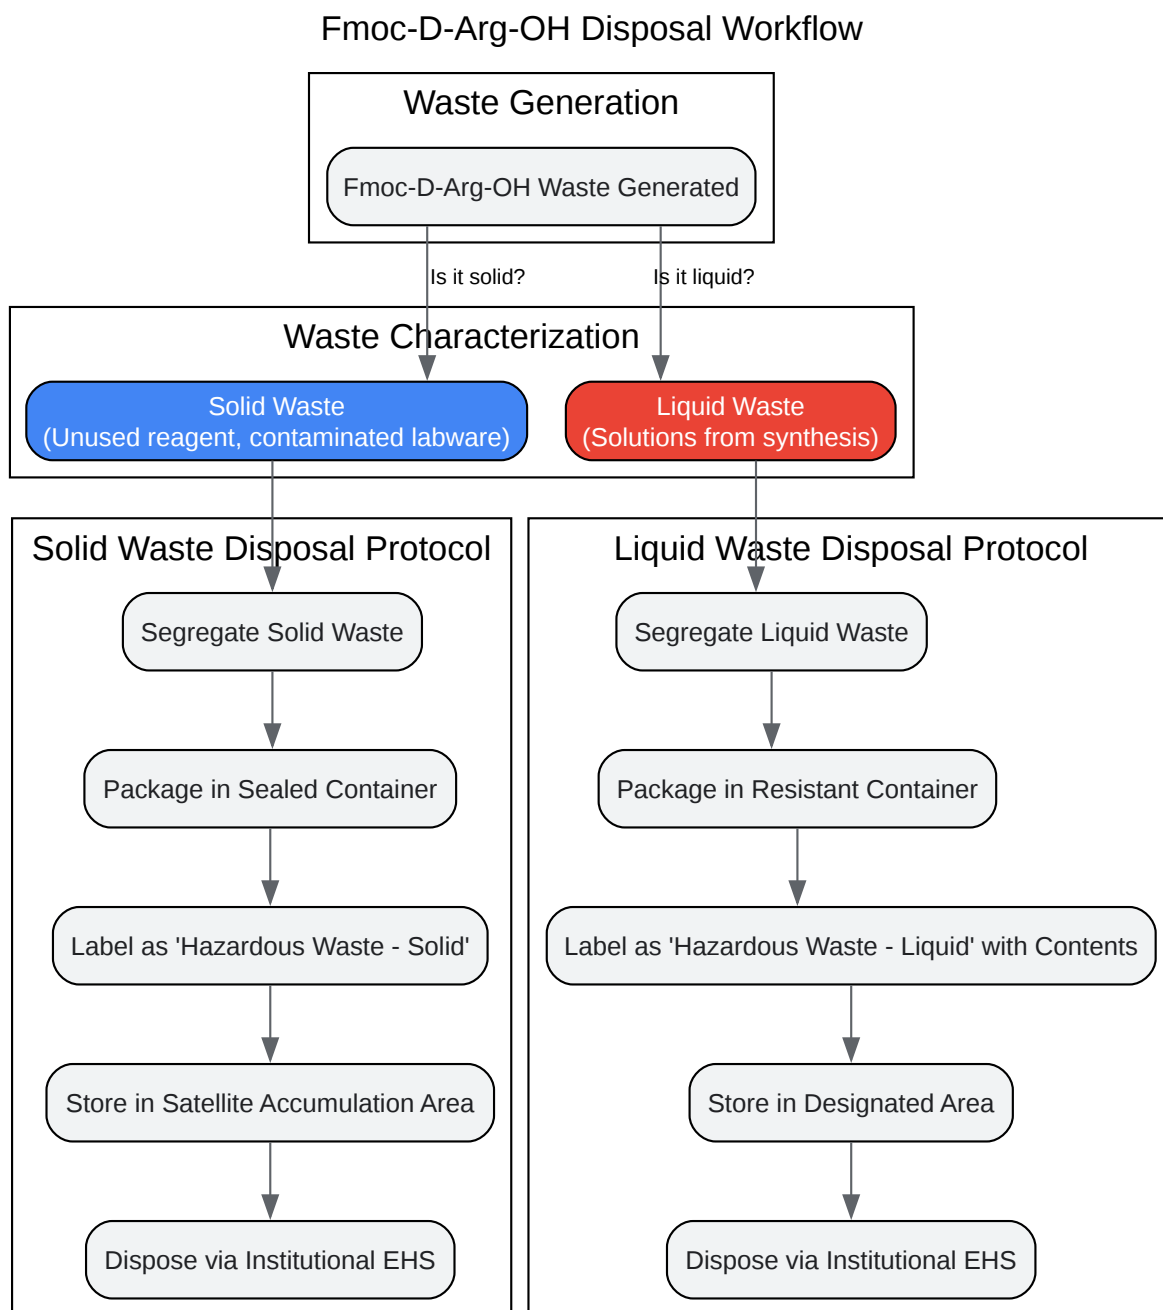 Fmoc-D-Arg-OH Disposal Workflow
Waste Generation
Fmoc-D-Arg-OH Waste Generated
Is it solid?
Is it liquid?
Waste Characterization
Solid Waste
(Unused reagent, contaminated labware)
Liquid Waste
(Solutions from synthesis)
Solid Waste Disposal Protocol
Segregate Solid Waste
Package in Sealed Container
Label as 'Hazardous Waste - Solid'
Store in Satellite Accumulation Area
Dispose via Institutional EHS
Liquid Waste Disposal Protocol
Segregate Liquid Waste
Package in Resistant Container
Label as 'Hazardous Waste - Liquid' with Contents
Store in Designated Area
Dispose via Institutional EHS